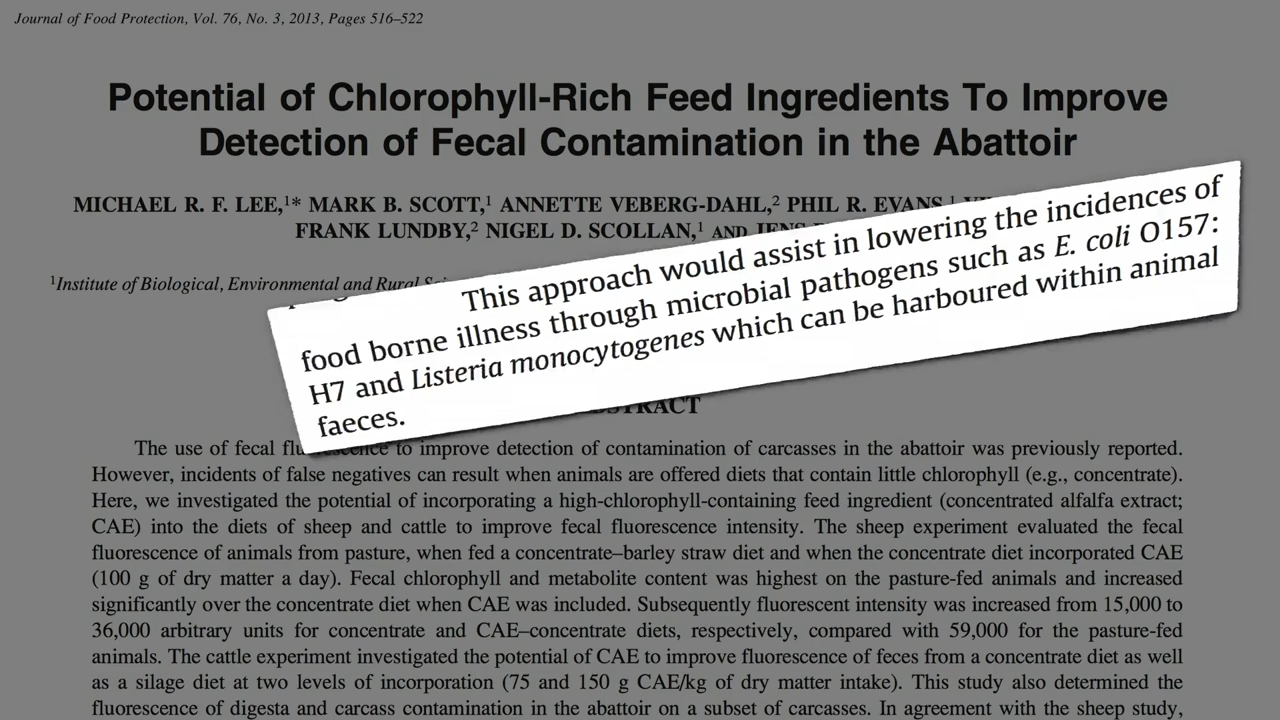 Journal of Food Protection, Vol. 76, No. 3, 2013, Pages 516–522
Potential of Chlorophyll-Rich Feed Ingredients To Improve
Detection of Fecal Contamination in the Abattoir
MICHAEL R. F. LEE,¹* MARK B. SCOTT,¹ ANNETTE VEBERG-DAHL,² PHIL R. EVANS,¹
FRANK LUNDBY,² NIGEL D. SCOLLAN,¹ AND
¹Institute of Biological, Environmental and Rural
This approach would assist in lowering the incidences of
food borne illness through microbial pathogens such as E. coli O157:
H7 and Listeria monocytogenes which can be harboured within animal
faeces.
ABSTRACT
The use of fecal fluorescence to improve detection of contamination of carcasses in the abattoir was previously reported.
However, incidents of false negatives can result when animals are offered diets that contain little chlorophyll (e.g., concentrate).
Here, we investigated the potential of incorporating a high-chlorophyll-containing feed ingredient (concentrated alfalfa extract;
CAE) into the diets of sheep and cattle to improve fecal fluorescence intensity. The sheep experiment evaluated the fecal
fluorescence of animals from pasture, when fed a concentrate–barley straw diet and when the concentrate diet incorporated CAE
(100 g of dry matter a day). Fecal chlorophyll and metabolite content was highest on the pasture-fed animals and increased
significantly over the concentrate diet when CAE was included. Subsequently fluorescent intensity was increased from 15,000 to
36,000 arbitrary units for concentrate and CAE–concentrate diets, respectively, compared with 59,000 for the pasture-fed
animals. The cattle experiment investigated the potential of CAE to improve fluorescence of feces from a concentrate diet as well
as a silage diet at two levels of incorporation (75 and 150 g CAE/kg of dry matter intake). This study also determined the
fluorescence of digesta and carcass contamination in the abattoir on a subset of carcasses. In agreement with the sheep study,